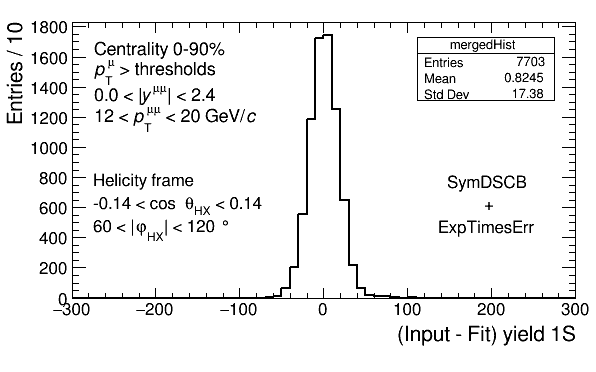 Entries / 10
1800
1600
1400
1200
1000
800
600
400
200
0
−300
−200
−100
0
100
200
300
(Input - Fit) yield 1S
Centrality 0-90%
p_T^μ > thresholds
0.0 < |y^μμ| < 2.4
12 < p_T^μμ < 20 GeV/c
Helicity frame
-0.14 < cos θ_HX < 0.14
60 < |φ_HX| < 120 °
mergedHist
Entries 7703
Mean 0.8245
Std Dev 17.38
SymDSCB
+
ExpTimesErr